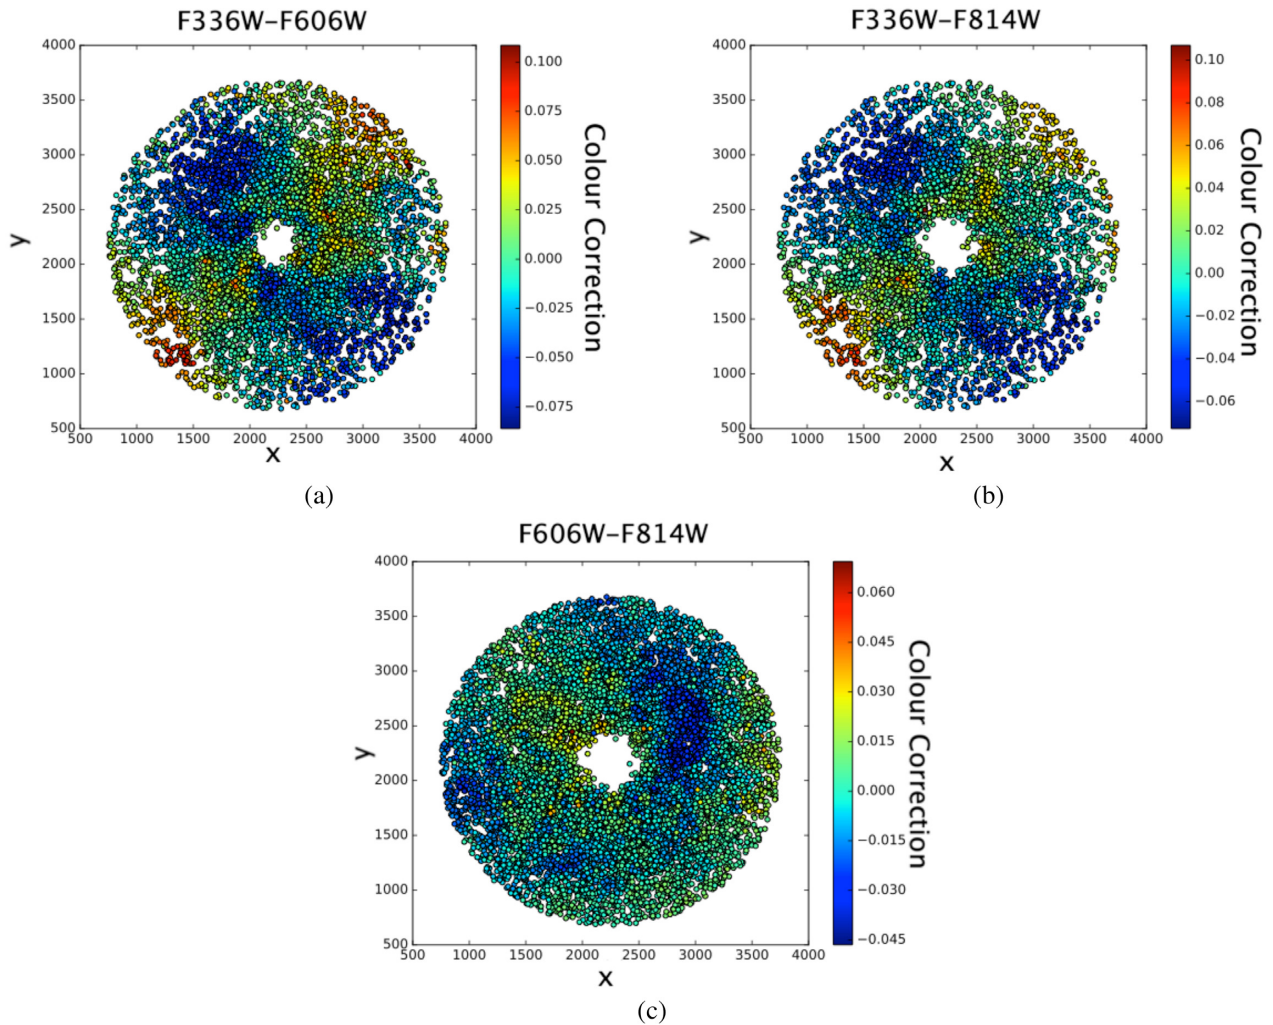 F336W−F606W
4000
3500
3000
2500
2000
1500
1000
500
y
500 1000 1500 2000 2500 3000 3500 4000
x
0.100
0.075
0.050
0.025
0.000
−0.025
−0.050
−0.075
Colour Correction
(a)
F336W−F814W
4000
3500
3000
2500
2000
1500
1000
500
y
500 1000 1500 2000 2500 3000 3500 4000
x
0.10
0.08
0.06
0.04
0.02
0.00
−0.02
−0.04
−0.06
Colour Correction
(b)
F606W−F814W
4000
3500
3000
2500
2000
1500
1000
500
y
500 1000 1500 2000 2500 3000 3500 4000
x
0.060
0.045
0.030
0.015
0.000
−0.015
−0.030
−0.045
Colour Correction
(c)